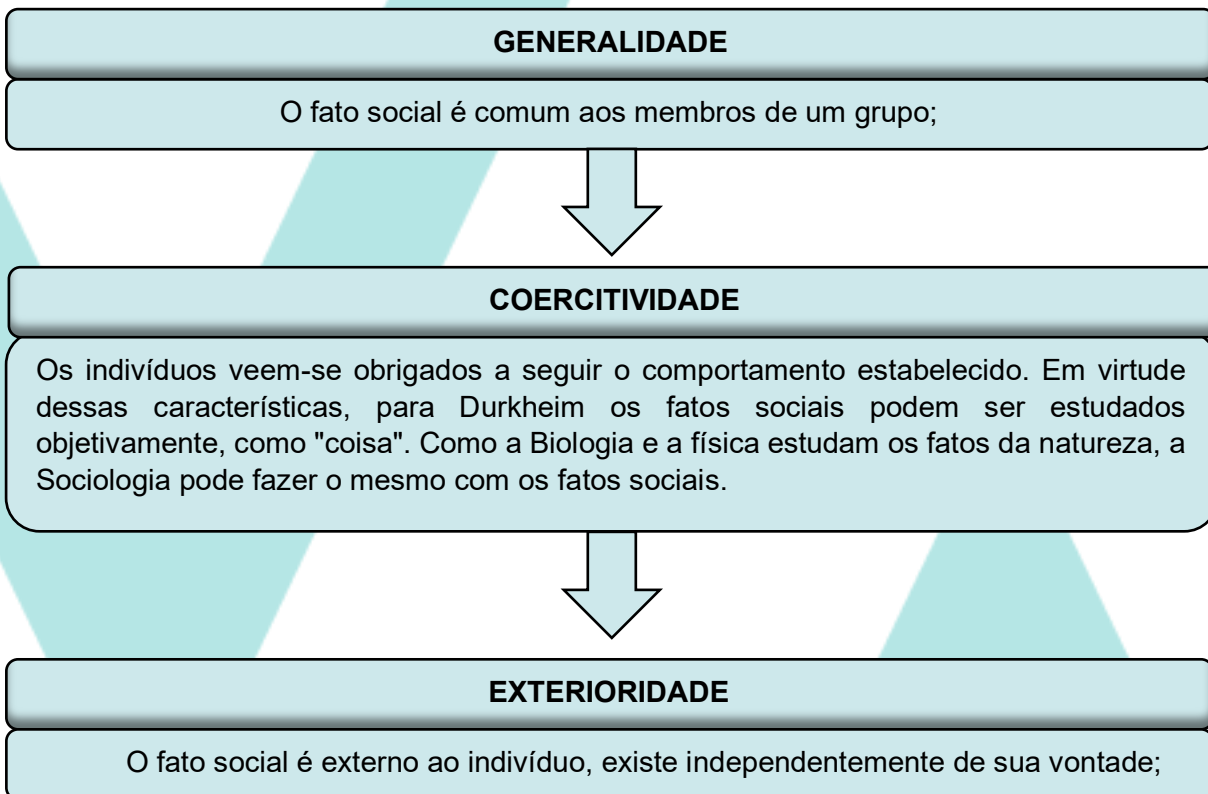 GENERALIDADE
O fato social é comum aos membros de um grupo;
COERCITIVIDADE
Os indivíduos veem-se obrigados a seguir o comportamento estabelecido. Em virtude
dessas características, para Durkheim os fatos sociais podem ser estudados
objetivamente, como "coisa". Como a Biologia e a física estudam os fatos da natureza, a
Sociologia pode fazer o mesmo com os fatos sociais.
EXTERIORIDADE
O fato social é externo ao indivíduo, existe independentemente de sua vontade;